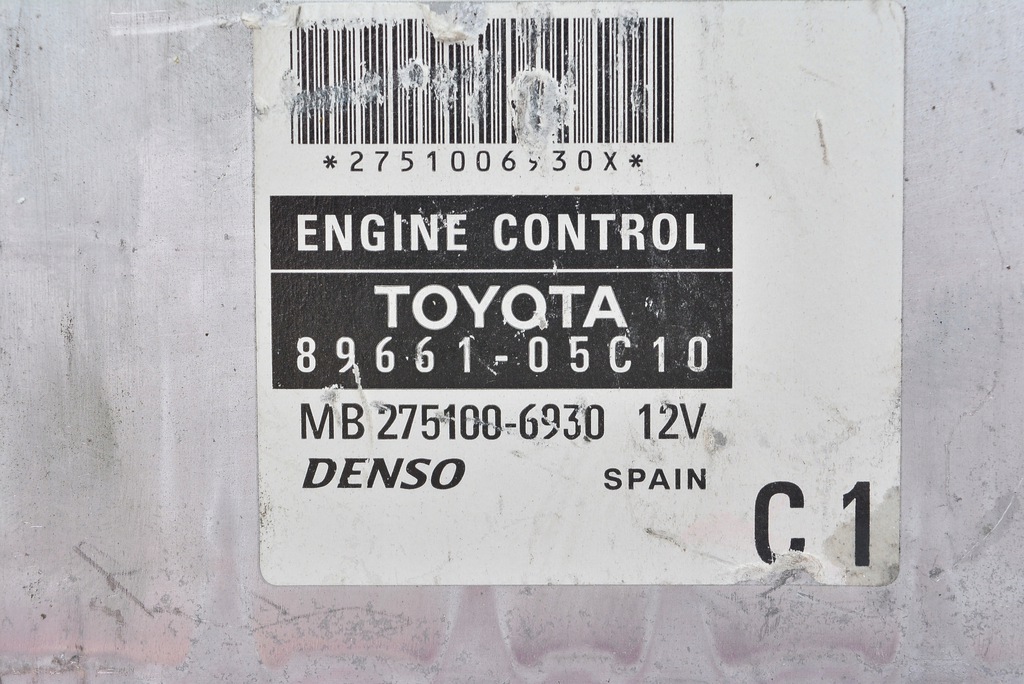 *2751006930X*
ENGINE CONTROL
TOYOTA
89661-05C10
MB 275100-6930 12V
DENSO SPAIN
C1